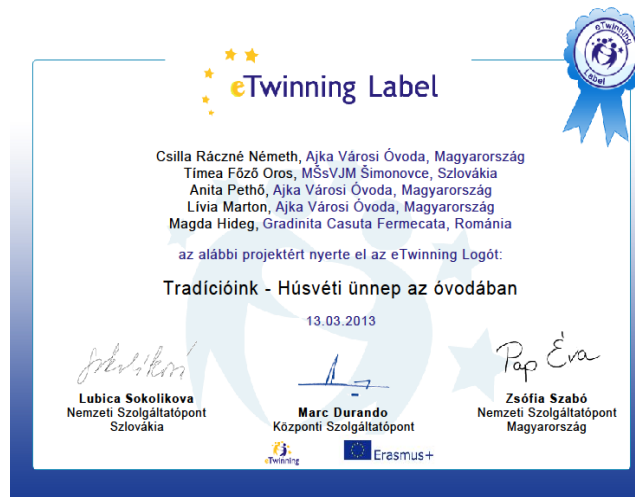 eTwinning Label
eTwinning
Label
Csilla Ráczné Németh, Ajka Városi Óvoda, Magyarország
Tímea Főző Oros, MŠsVJM Šimonovce, Szlovákia
Anita Pethő, Ajka Városi Óvoda, Magyarország
Lívia Marton, Ajka Városi Óvoda, Magyarország
Magda Hideg, Gradinita Casuta Fermecata, Románia
az alábbi projektért nyerte el az eTwinning Logót:
Tradícióink - Húsvéti ünnep az óvodában
13.03.2013
Pap Éva
Lubica Sokolikova
Nemzeti Szolgáltatópont
Szlovákia
Marc Durando
Központi Szolgáltatópont
Zsófia Szabó
Nemzeti Szolgáltatópont
Magyarország
eTwinning
Erasmus+